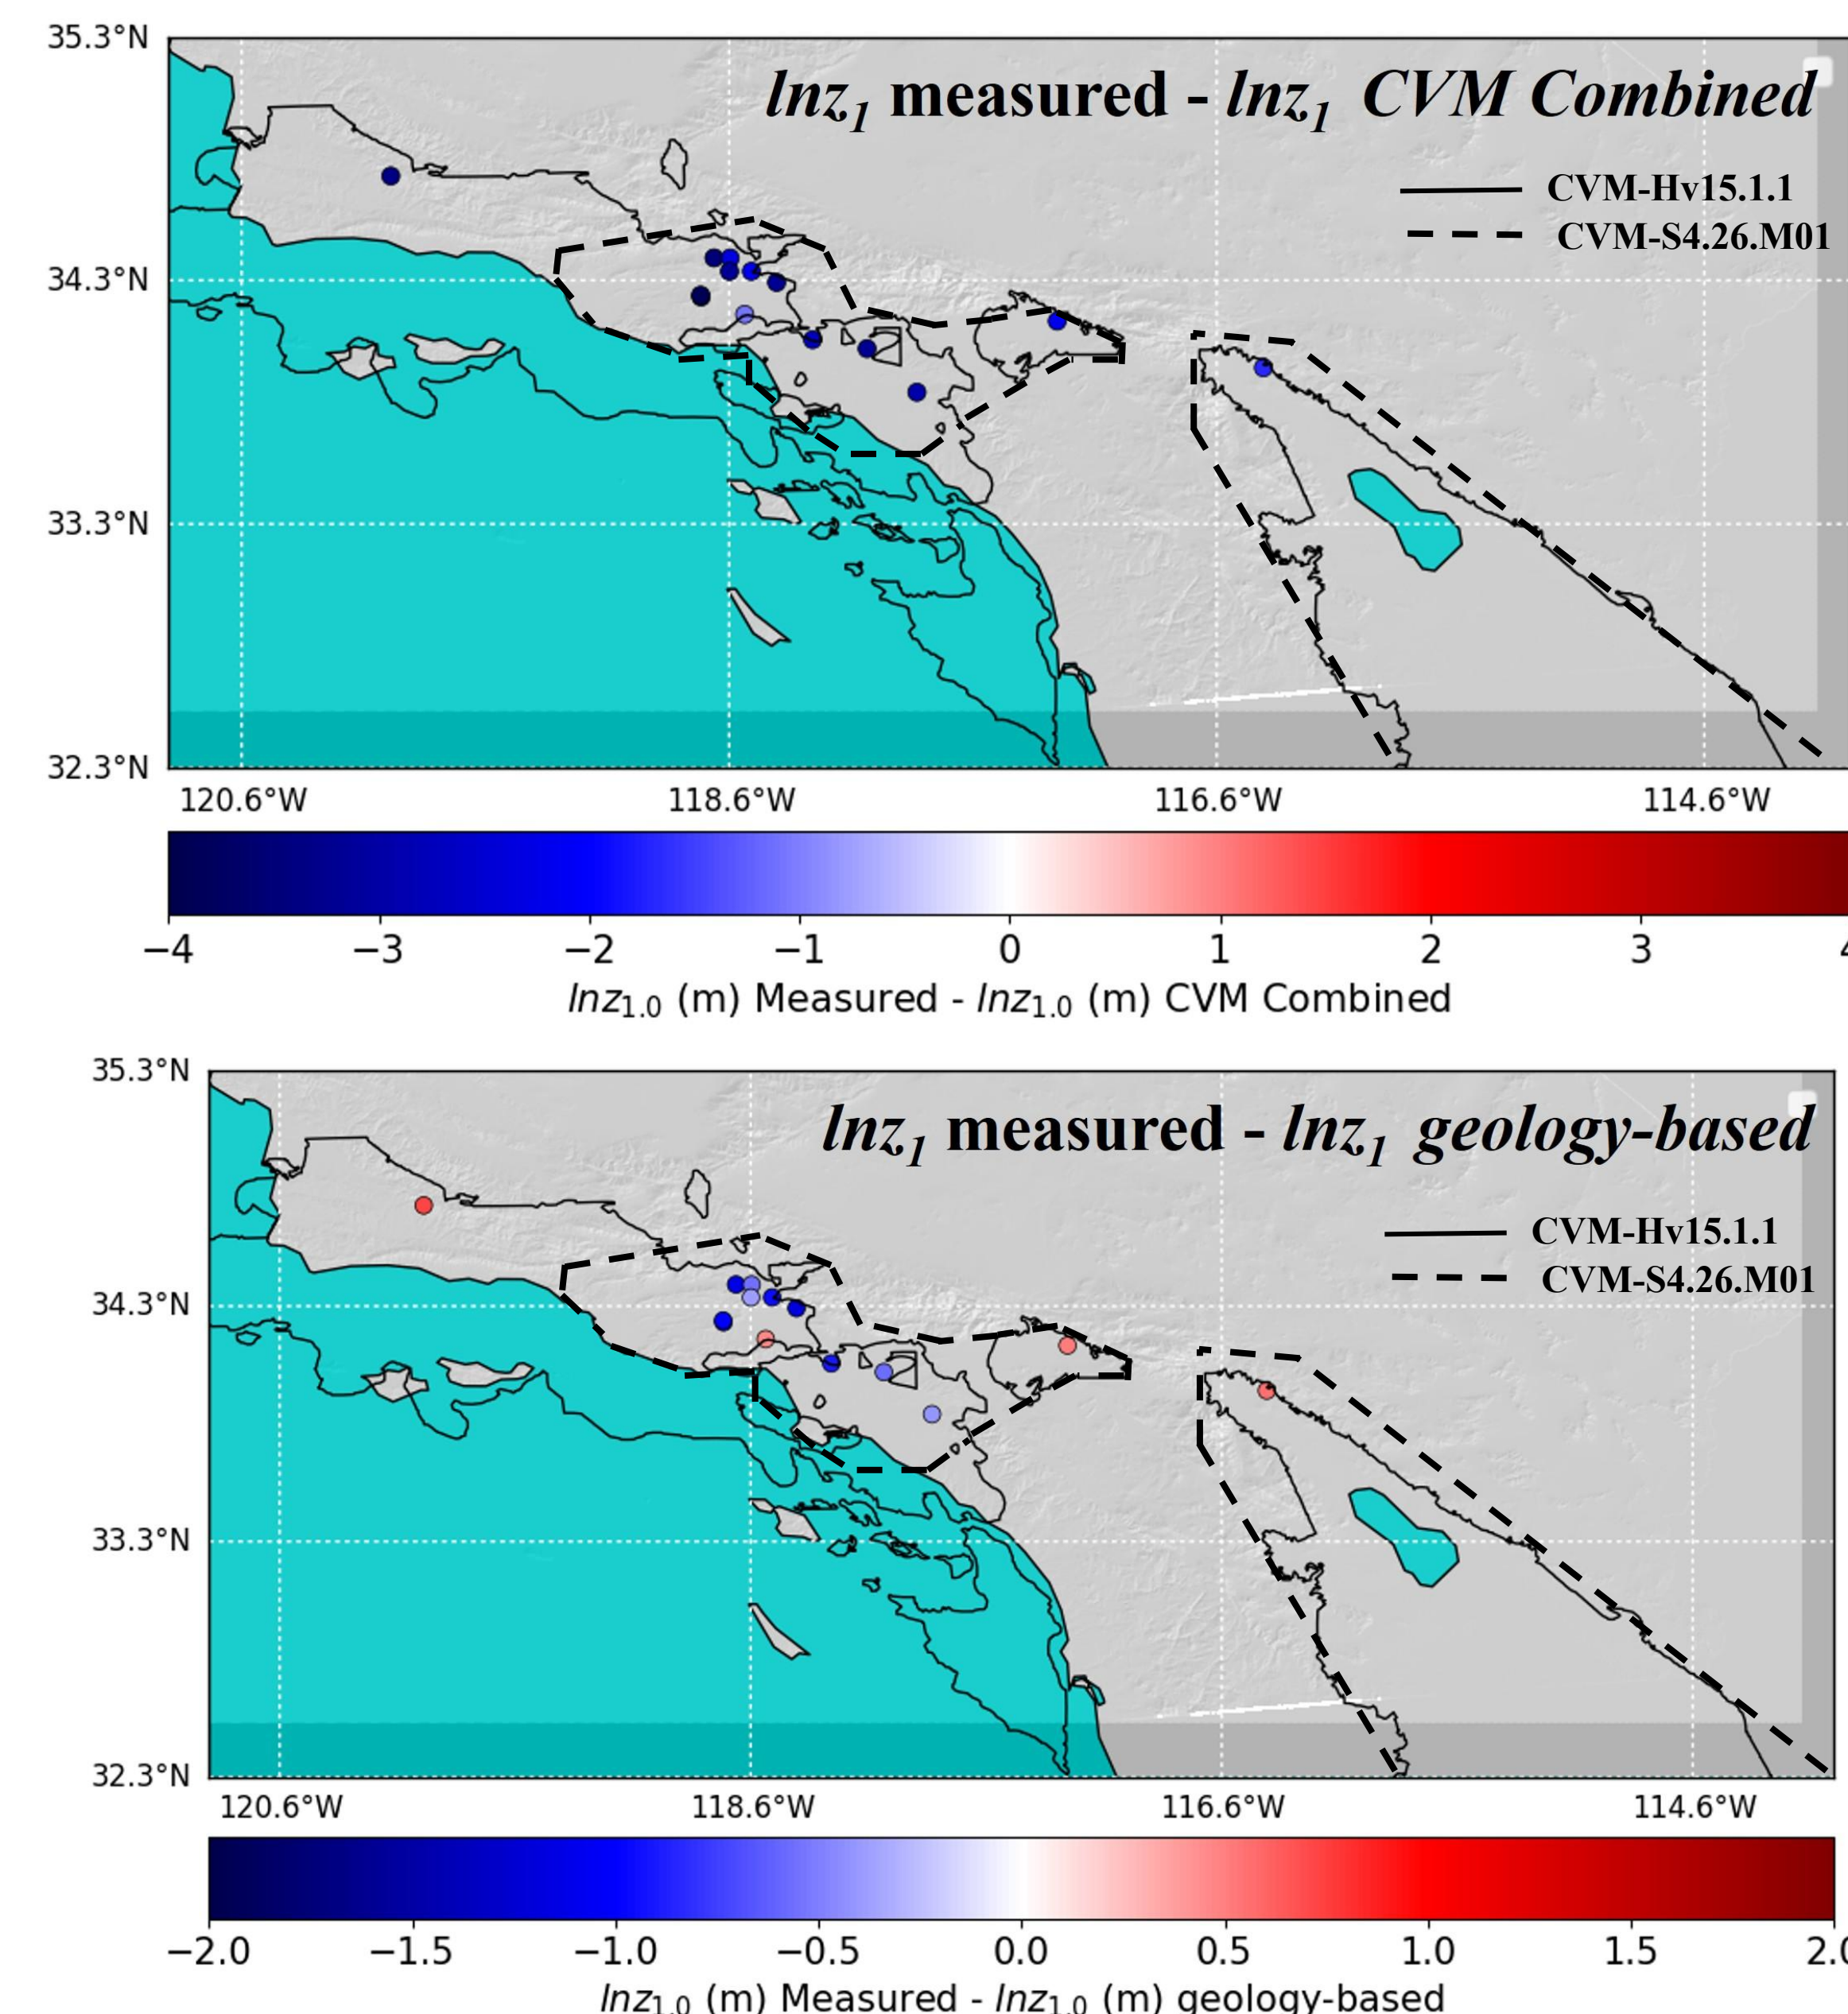 35.3°N
lnz1 measured - lnz1 CVM Combined
CVM-Hv15.1.1
CVM-S4.26.M01
34.3°N
33.3°N
32.3°N
120.6°W 118.6°W 116.6°W 114.6°W
−4 −3 −2 −1 0 1 2 3 4
lnz1.0 (m) Measured - lnz1.0 (m) CVM Combined
35.3°N
lnz1 measured - lnz1 geology-based
CVM-Hv15.1.1
CVM-S4.26.M01
34.3°N
33.3°N
32.3°N
120.6°W 118.6°W 116.6°W 114.6°W
−2.0 −1.5 −1.0 −0.5 0.0 0.5 1.0 1.5 2.0
lnz1.0 (m) Measured - lnz1.0 (m) geology-based